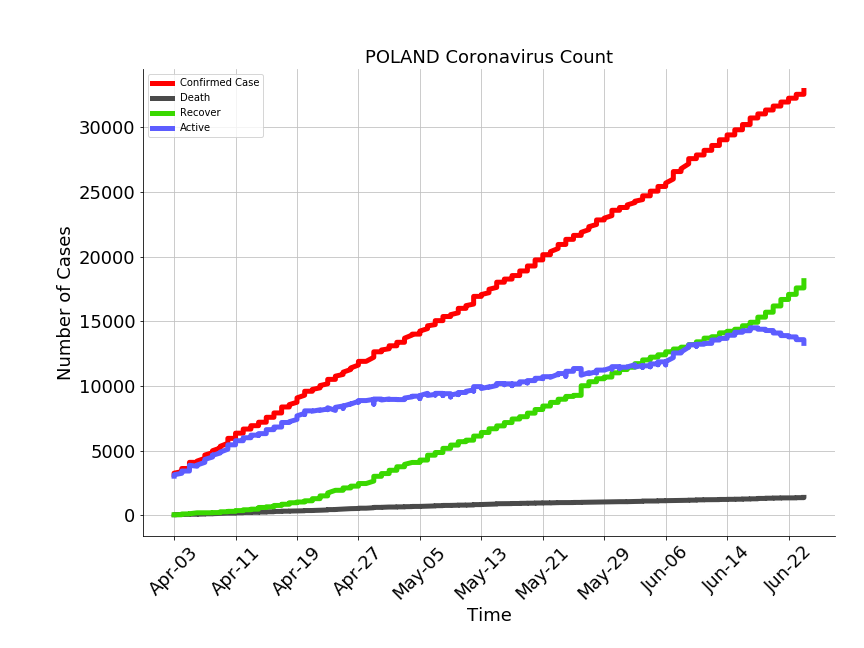 POLAND Coronavirus Count
Confirmed Case
Death
Recover
Active
Number of Cases
30000
25000
20000
15000
10000
5000
0
Apr-03
Apr-11
Apr-19
Apr-27
May-05
May-13
May-21
May-29
Jun-06
Jun-14
Jun-22
Time